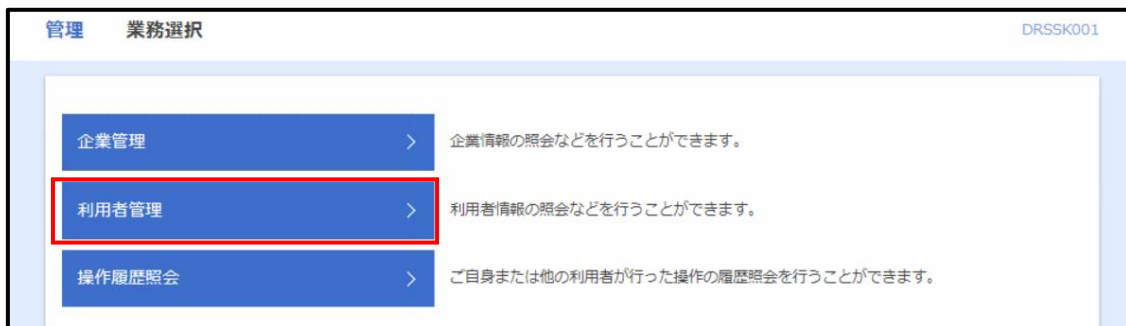 管理 業務選択 DRSSK001
企業管理 企業情報の照会などを行うことができます。
利用者管理 利用者情報の照会などを行うことができます。
操作履歴照会 ご自身または他の利用者が行った操作の履歴照会を行うことができます。